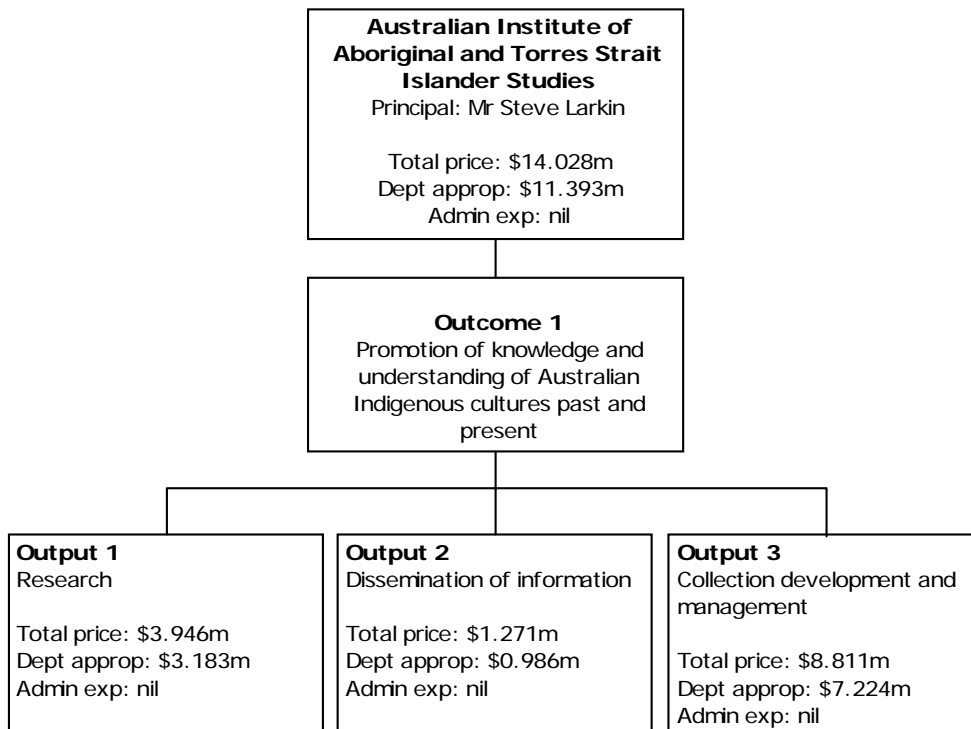 Australian Institute of
Aboriginal and Torres Strait
Islander Studies
Principal: Mr Steve Larkin
Total price: $14.028m
Dept approp: $11.393m
Admin exp: nil
Outcome 1
Promotion of knowledge and
understanding of Australian
Indigenous cultures past and
present
Output 1
Research
Total price: $3.946m
Dept approp: $3.183m
Admin exp: nil
Output 2
Dissemination of information
Total price: $1.271m
Dept approp: $0.986m
Admin exp: nil
Output 3
Collection development and
management
Total price: $8.811m
Dept approp: $7.224m
Admin exp: nil